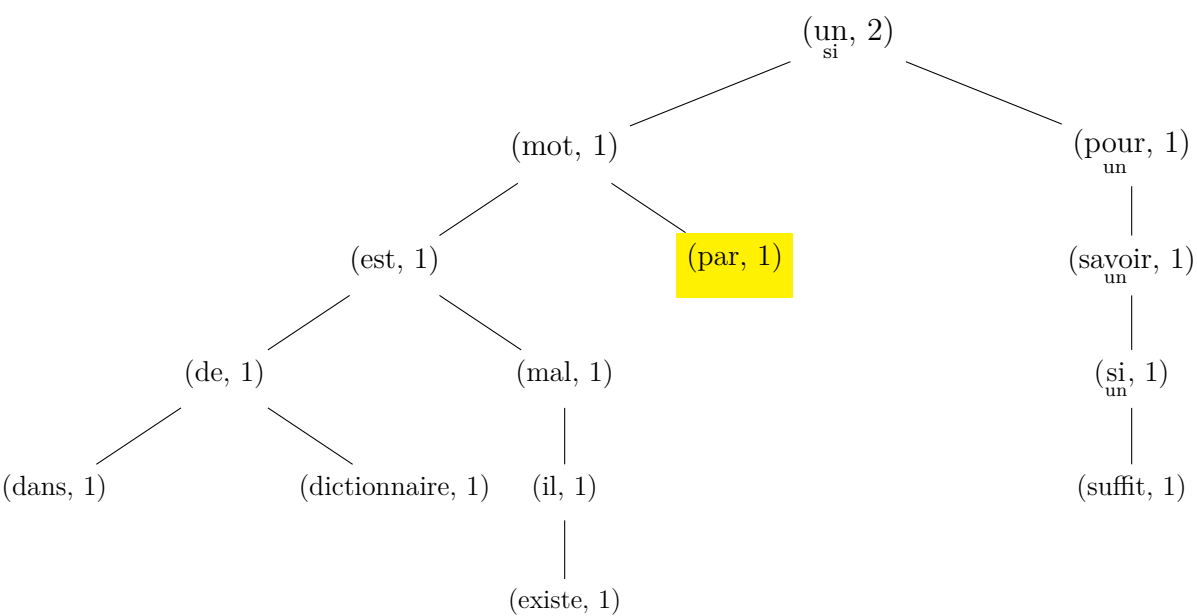 (un, 2)
si
(mot, 1)
(pour, 1)
un
(est, 1)
(par, 1)
(savoir, 1)
un
(de, 1)
(mal, 1)
(si, 1)
un
(dans, 1)
(dictionnaire, 1)
(il, 1)
(suffit, 1)
(existe, 1)